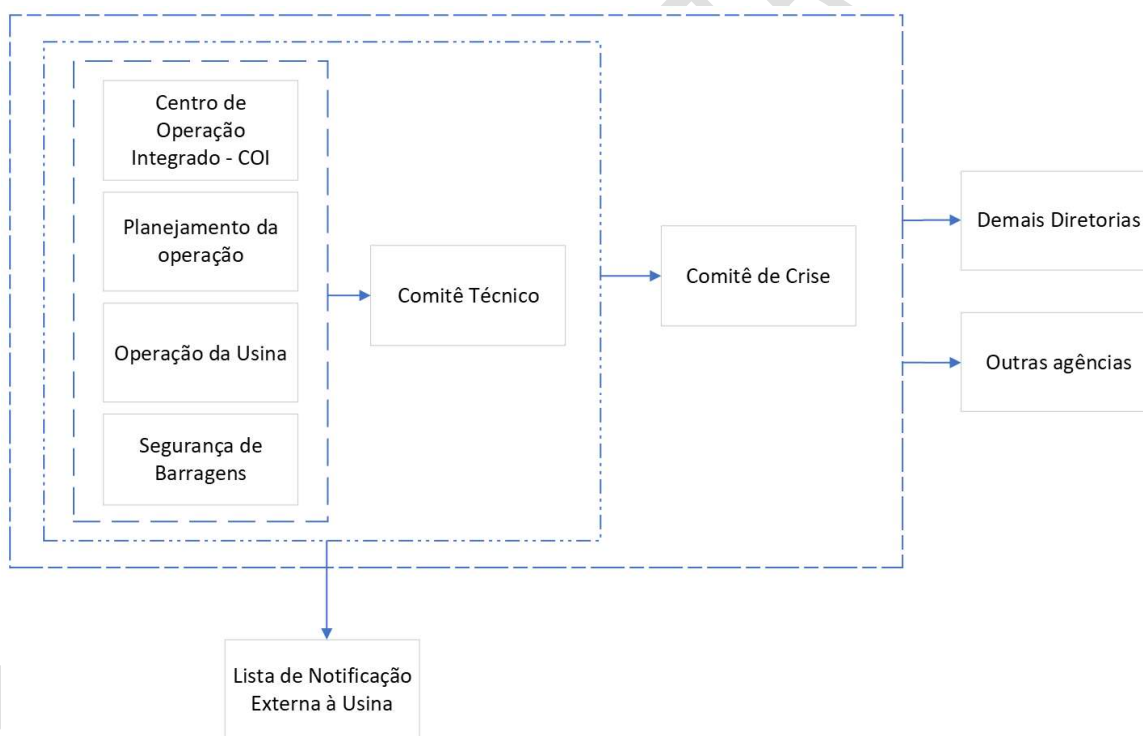 Centro de
Operação
Integrado - COI
Planejamento da
operação
Operação da Usina
Segurança de
Barragens
Comitê Técnico
Comitê de Crise
Demais Diretorias
Outras agências
Lista de Notificação
Externa à Usina